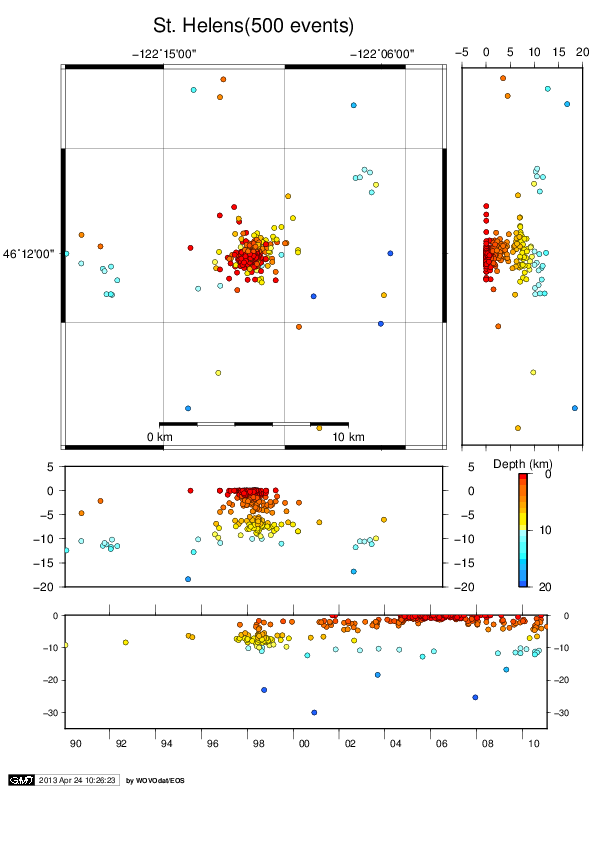 St. Helens(500 events)
-122˚15'00" -122˚06'00" -5 0 5 10 15 20
46˚12'00"
0 km 10 km
5 5 Depth (km)
0 0 0
-5 -5
-10 -10 10
-15 -15
-20 -20 20
0 0
-10 -10
-20 -20
-30 -30
90 92 94 96 98 00 02 04 06 08 10
GMT 2013 Apr 24 10:26:23 by WOVOdat/EOS